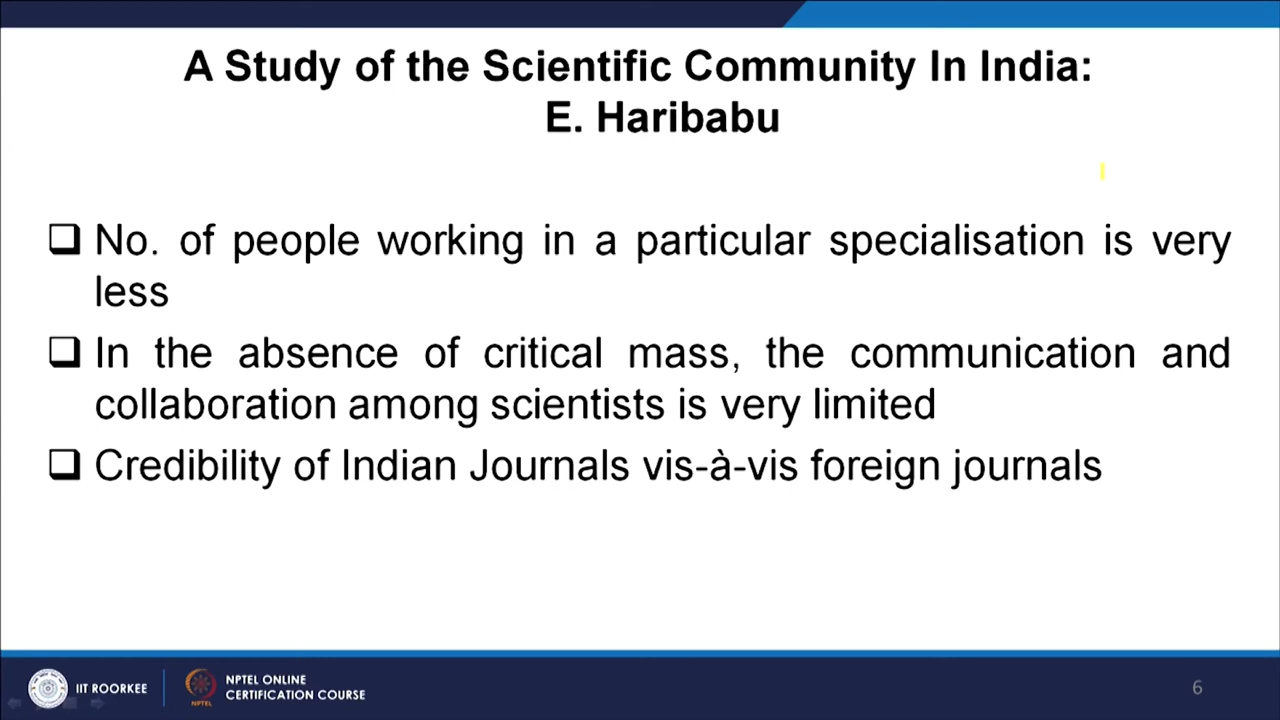 A Study of the Scientific Community In India:
E. Haribabu
No. of people working in a particular specialisation is very
less
In the absence of critical mass, the communication and
collaboration among scientists is very limited
Credibility of Indian Journals vis-à-vis foreign journals
IIT ROORKEE
NPTEL
NPTEL ONLINE
CERTIFICATION COURSE
6